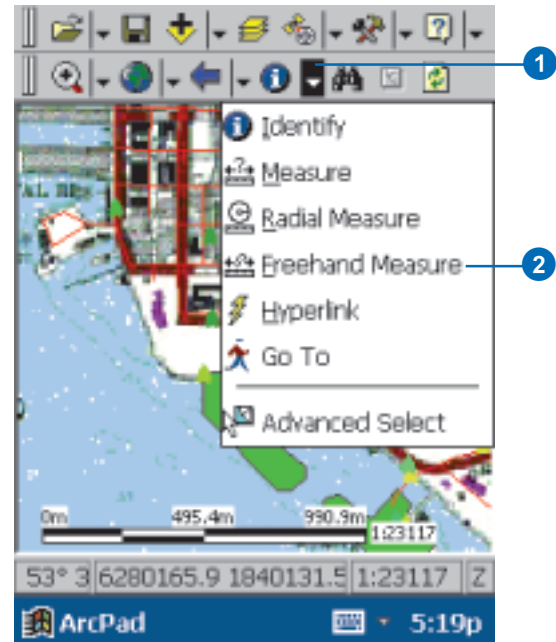 1
Identify
Measure
Radial Measure
Freehand Measure
2
Hyperlink
Go To
Advanced Select
0m 495.4m 990.9m
1:23117
53° 3 6280165.9 1840131.5 1:23117 Z
ArcPad 5:19p